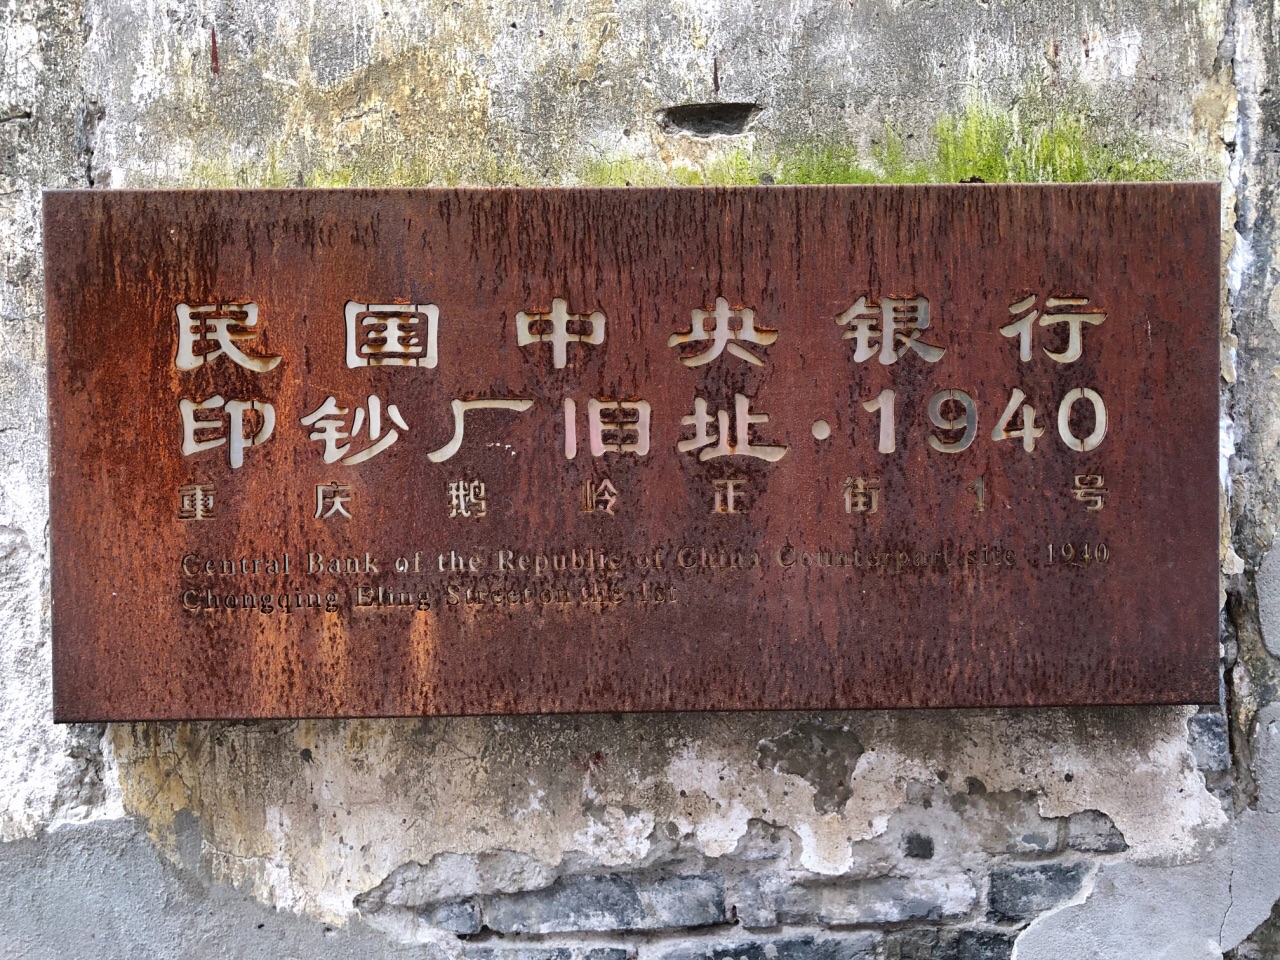 民国中央银行
印钞厂旧址·1940
重庆鹅岭正街1号
Central Bank of the Republic of China Counterpart site 1940
Chongqing Eling Street on the 1st